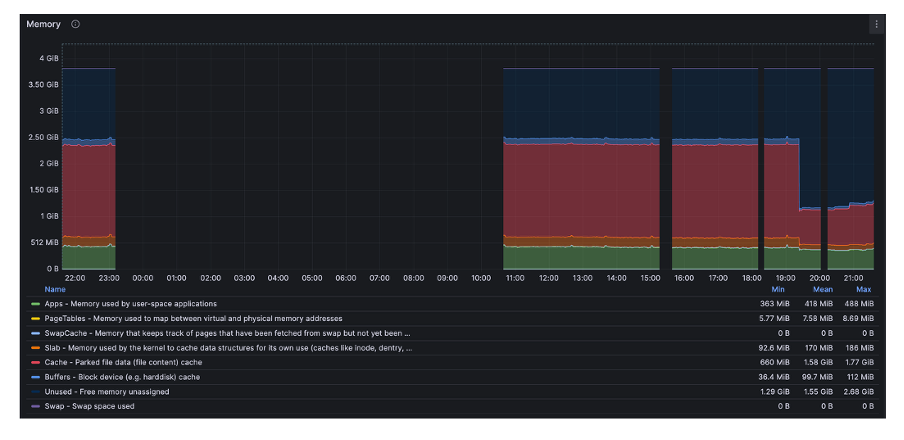 Memory
4 GiB
3.50 GiB
3 GiB
2.50 GiB
2 GiB
1.50 GiB
1 GiB
512 MiB
0 B
22:00 23:00 00:00 01:00 02:00 03:00 04:00 05:00 06:00 07:00 08:00 09:00 10:00 11:00 12:00 13:00 14:00 15:00 16:00 17:00 18:00 19:00 20:00 21:00
Name Min Mean Max
Apps - Memory used by user-space applications 363 MiB 418 MiB 488 MiB
PageTables - Memory used to map between virtual and physical memory addresses 5.77 MiB 7.58 MiB 8.69 MiB
SwapCache - Memory that keeps track of pages that have been fetched from swap but not yet been ... 0 B 0 B 0 B
Slab - Memory used by the kernel to cache data structures for its own use (caches like inode, dentry, ... 92.6 MiB 170 MiB 186 MiB
Cache - Parked file data (file content) cache 660 MiB 1.58 GiB 1.77 GiB
Buffers - Block device (e.g. harddisk) cache 36.4 MiB 99.7 MiB 112 MiB
Unused - Free memory unassigned 1.29 GiB 1.55 GiB 2.68 GiB
Swap - Swap space used 0 B 0 B 0 B